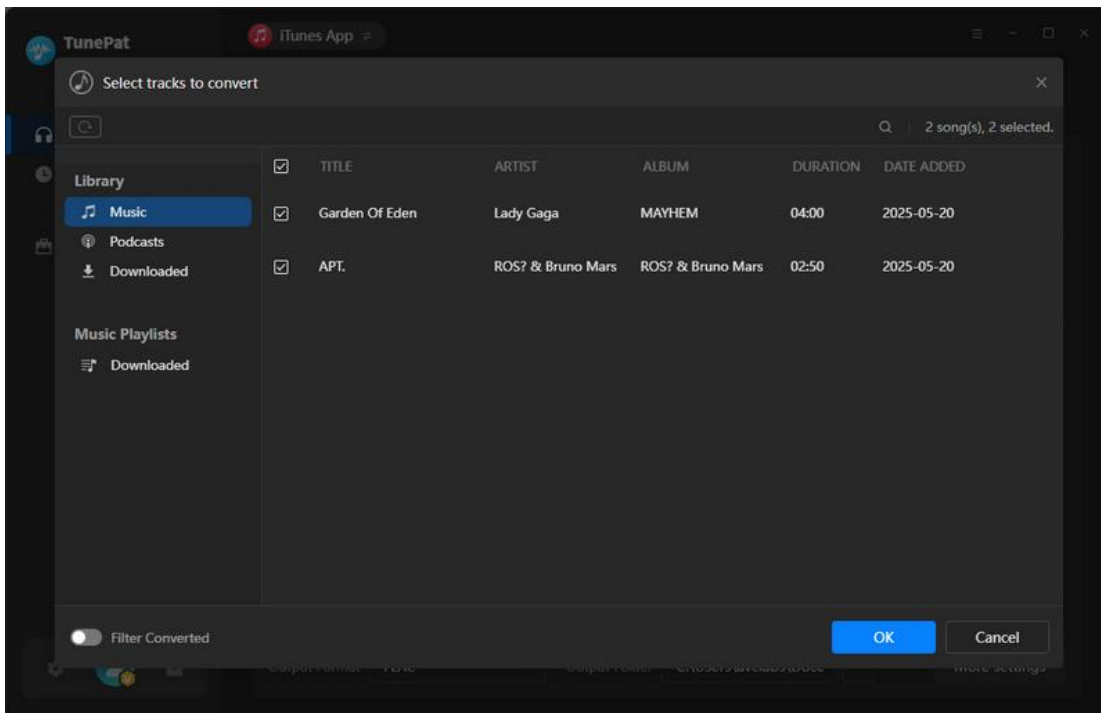 TunePat
iTunes App
Select tracks to convert
2 song(s), 2 selected.
Library
Music
Podcasts
Downloaded
Music Playlists
Downloaded
TITLE ARTIST ALBUM DURATION DATE ADDED
Garden Of Eden Lady Gaga MAYHEM 04:00 2025-05-20
APT. ROS? & Bruno Mars ROS? & Bruno Mars 02:50 2025-05-20
Filter Converted
OK Cancel
More settings